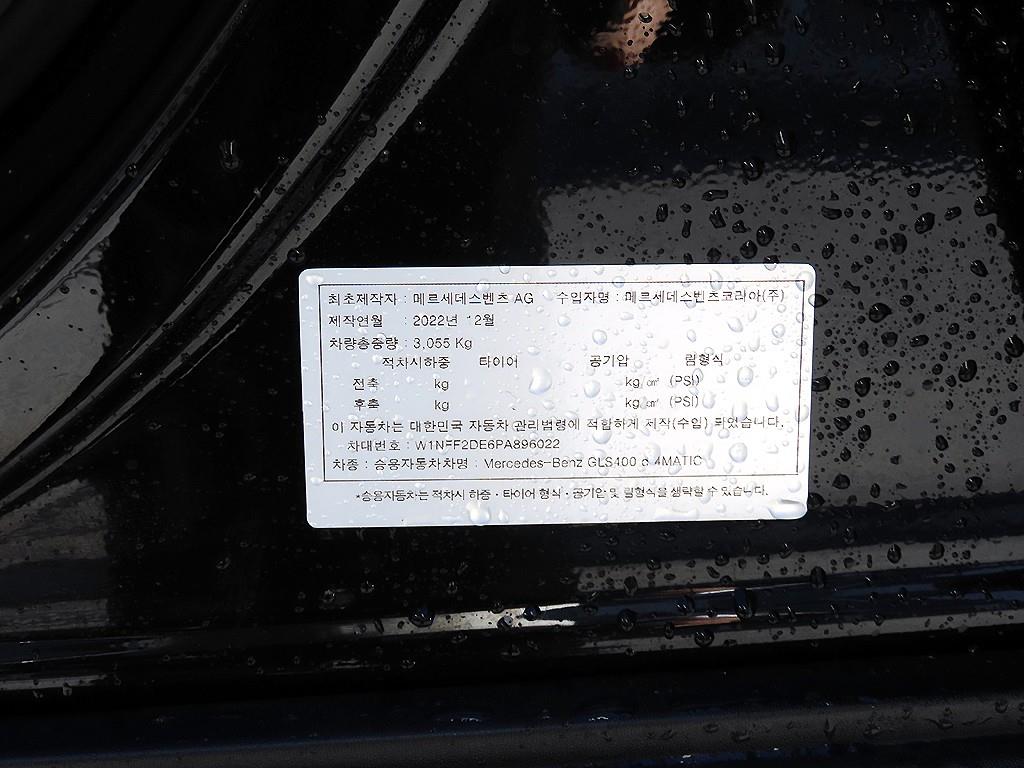 최초제작자 : 메르세데스벤츠 AG 수입자명 : 메르세데스벤츠코리아(주)
제작연월 : 2022년 12월
차량총중량 : 3,055 Kg
적차시하중 타이어 공기압 림형식
전축 kg kg/㎠ (PSI)
후축 kg kg/㎠ (PSI)
이 자동차는 대한민국 자동차 관리법령에 적합하게 제작(수입) 되었습니다.
차대번호 : W1NFF2DE6PA896022
차종 : 승용자동차차명 : Mercedes-Benz GLS400 d 4MATIC
*승용자동차는 적차시 하중·타이어 형식·공기압 및 림형식을 생략할 수 있습니다.